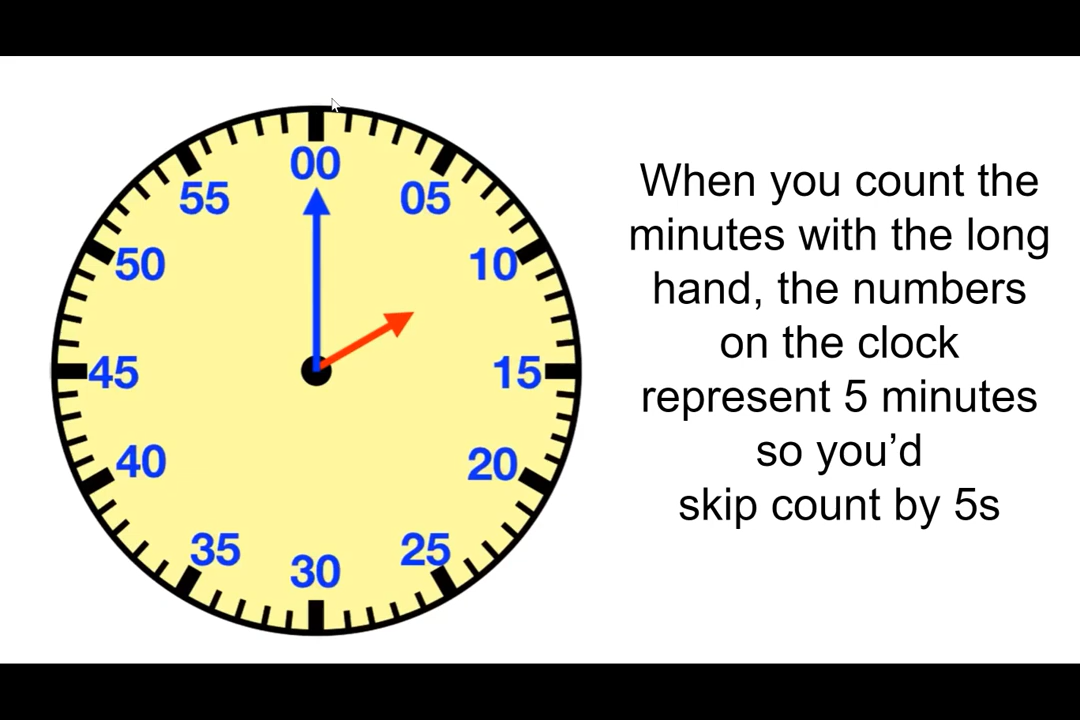 00
05
10
15
20
25
30
35
40
45
50
55
When you count the
minutes with the long
hand, the numbers
on the clock
represent 5 minutes
so you’d
skip count by 5s